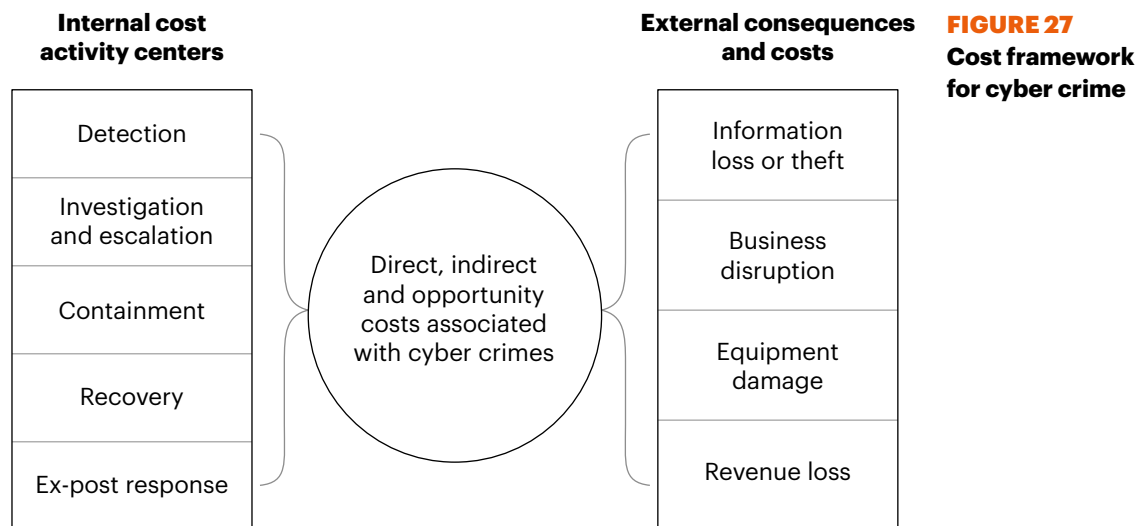 Internal cost
activity centers
Detection
Investigation
and escalation
Containment
Recovery
Ex-post response
Direct, indirect
and opportunity
costs associated
with cyber crimes
External consequences
and costs
Information
loss or theft
Business
disruption
Equipment
damage
Revenue loss
FIGURE 27
Cost framework
for cyber crime